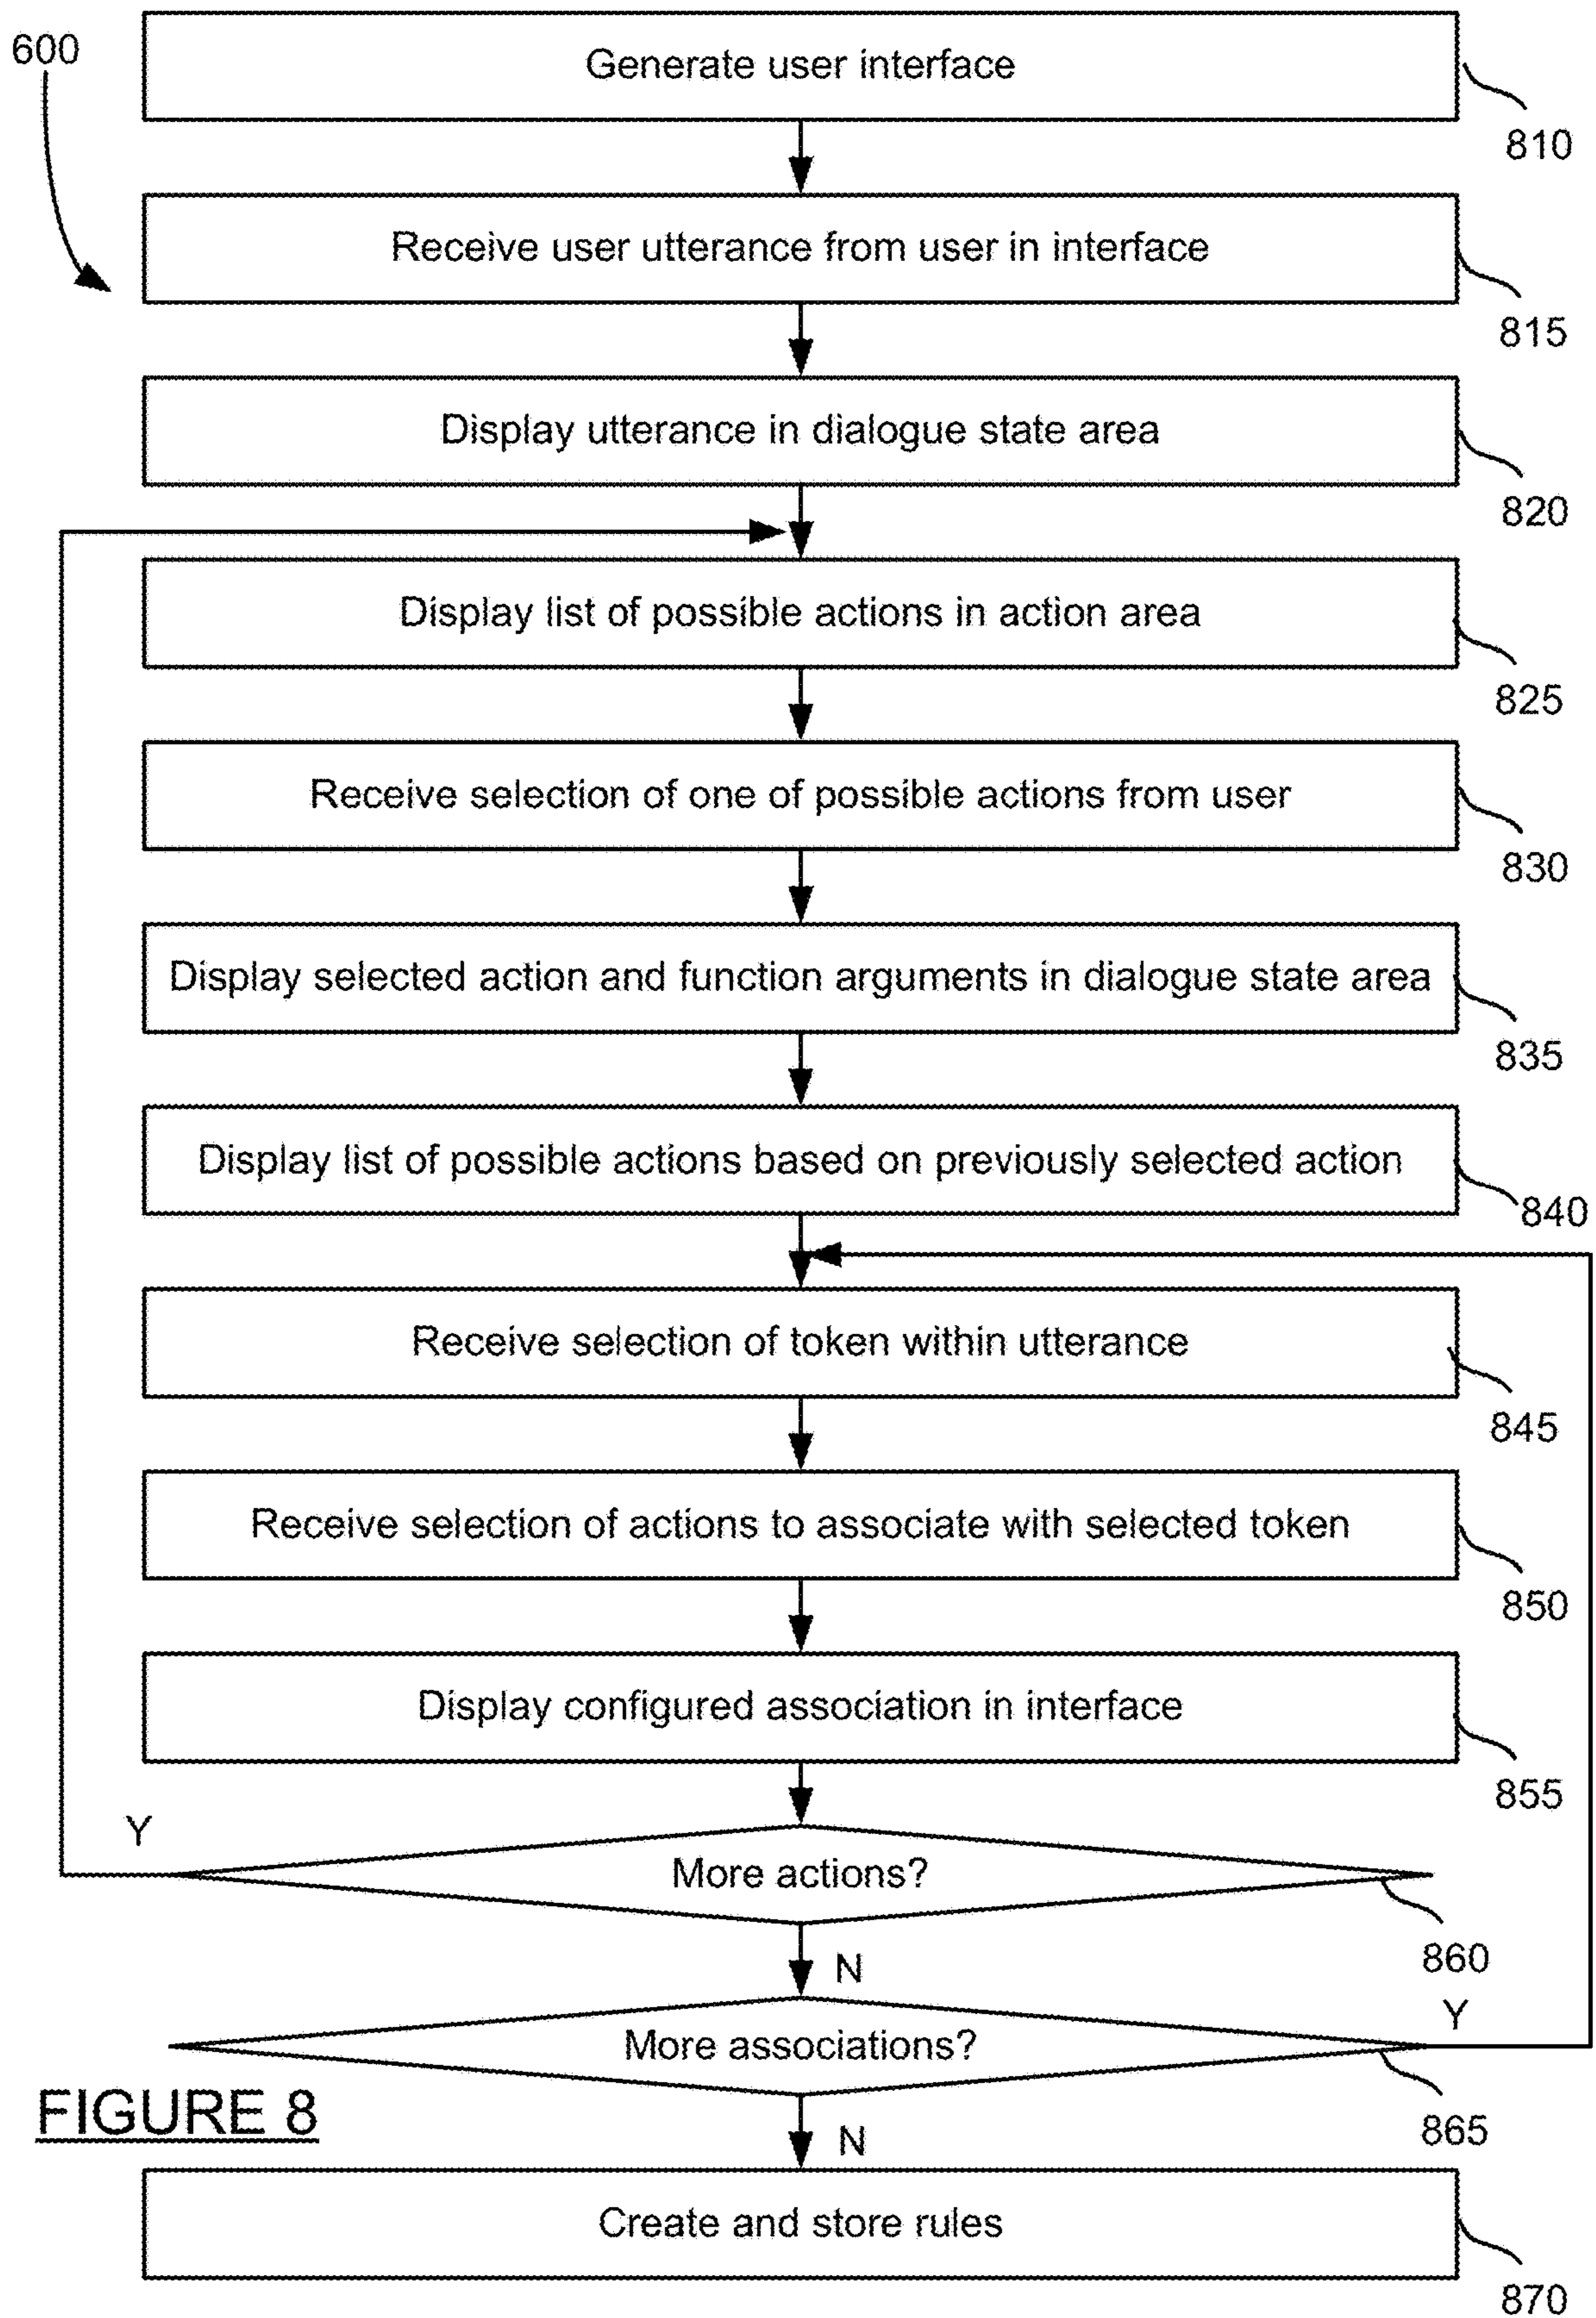 600
Generate user interface
810
Receive user utterance from user in interface
815
Display utterance in dialogue state area
820
Display list of possible actions in action area
825
Receive selection of one of possible actions from user
830
Display selected action and function arguments in dialogue state area
835
Display list of possible actions based on previously selected action
840
Receive selection of token within utterance
845
Receive selection of actions to associate with selected token
850
Display configured association in interface
855
Y
More actions?
860
N
Y
More associations?
865
FIGURE 8
N
Create and store rules
870